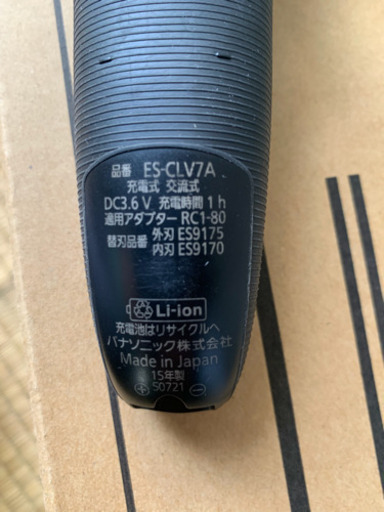 品番 ES-CLV7A
充電式 交流式
DC3.6 V 充電時間 1 h
適用アダプター RC1-80
替刃品番 外刃 ES9175
内刃 ES9170
Li-ion
充電池はリサイクルへ
パナソニック株式会社
Made in Japan
15年製
50721